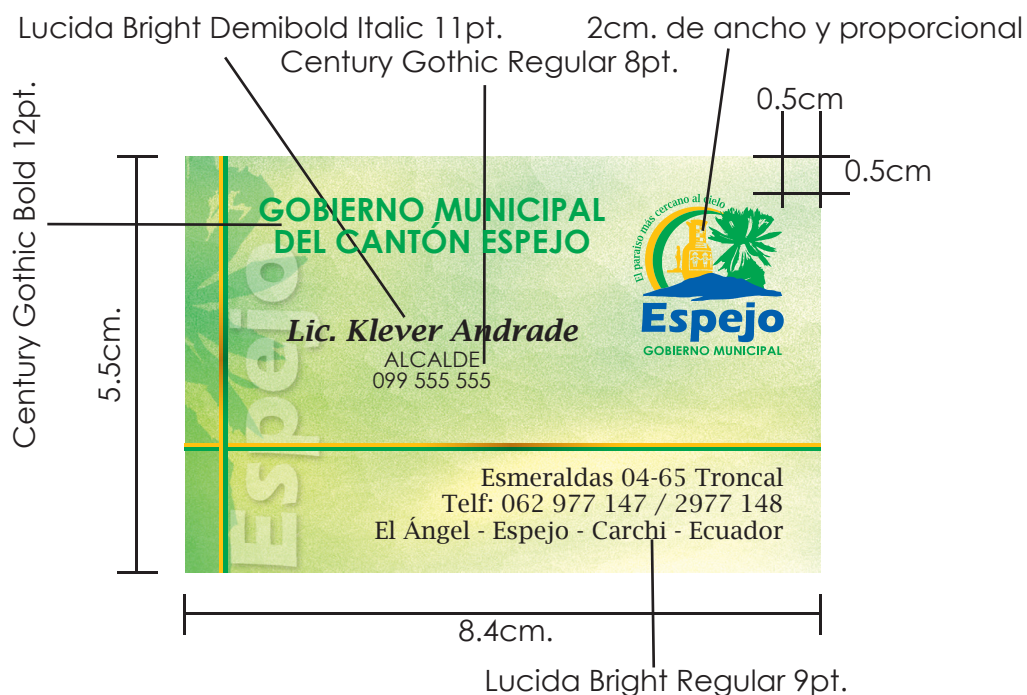 Lucida Bright Demibold Italic 11pt.
2cm. de ancho y proporcional
Century Gothic Regular 8pt.
0.5cm
0.5cm
Century Gothic Bold 12pt.
5.5cm.
GOBIERNO MUNICIPAL
DEL CANTÓN ESPEJO
El paraíso más cercano al cielo
Espejo
GOBIERNO MUNICIPAL
Espejo
Lic. Klever Andrade
ALCALDE
099 555 555
Esmeraldas 04-65 Troncal
Telf: 062 977 147 / 2977 148
El Ángel - Espejo - Carchi - Ecuador
8.4cm.
Lucida Bright Regular 9pt.